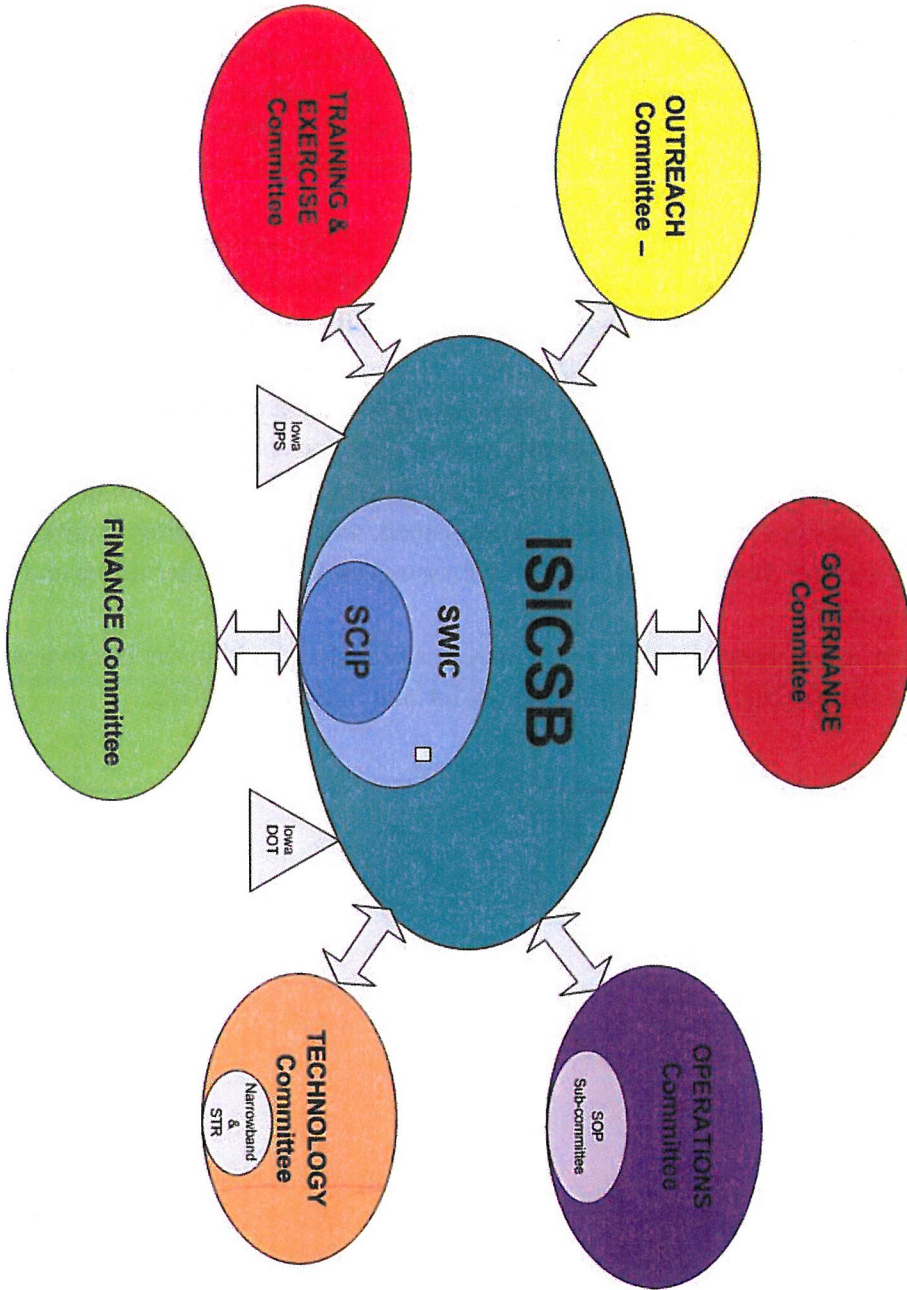 GOVERNANCE
Commitee
OUTREACH
Committee –
OPERATIONS
Committee
SOP
Sub-committee
ISICSB
SWIC
SCIP
TRAINING &
EXERCISE
Committee
Iowa
DPS
Iowa
DOT
TECHNOLOGY
Committee
Narrowband
&
STR
FINANCE Committee